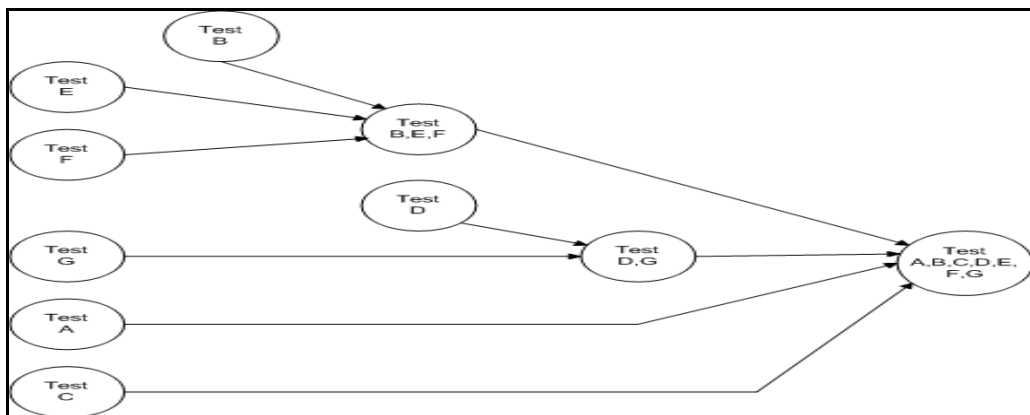 Test
B
Test
E
Test
B,E,F
Test
F
Test
D
Test
G
Test
D,G
Test
A,B,C,D,E,
F,G
Test
A
Test
C